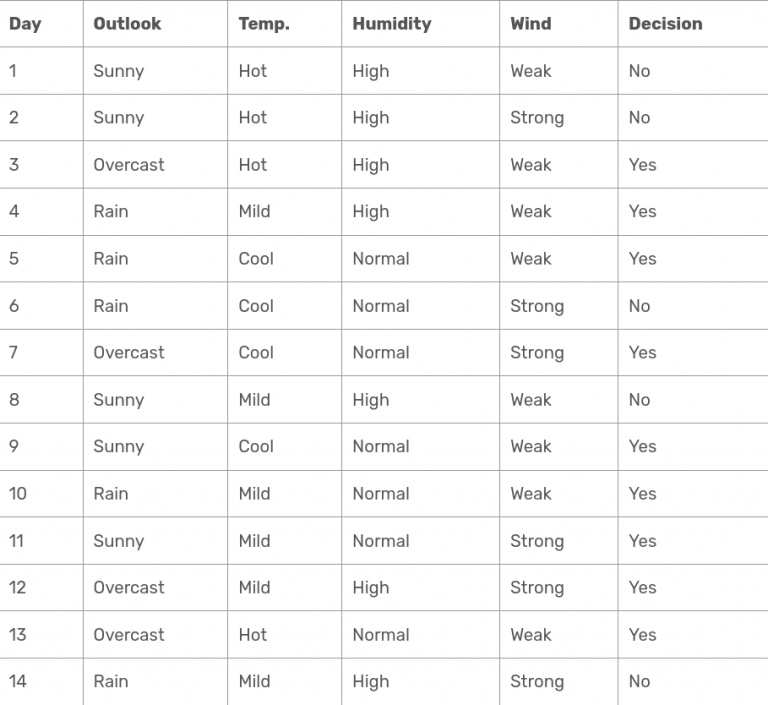 Day Outlook Temp. Humidity Wind Decision
1 Sunny Hot High Weak No
2 Sunny Hot High Strong No
3 Overcast Hot High Weak Yes
4 Rain Mild High Weak Yes
5 Rain Cool Normal Weak Yes
6 Rain Cool Normal Strong No
7 Overcast Cool Normal Strong Yes
8 Sunny Mild High Weak No
9 Sunny Cool Normal Weak Yes
10 Rain Mild Normal Weak Yes
11 Sunny Mild Normal Strong Yes
12 Overcast Mild High Strong Yes
13 Overcast Hot Normal Weak Yes
14 Rain Mild High Strong No